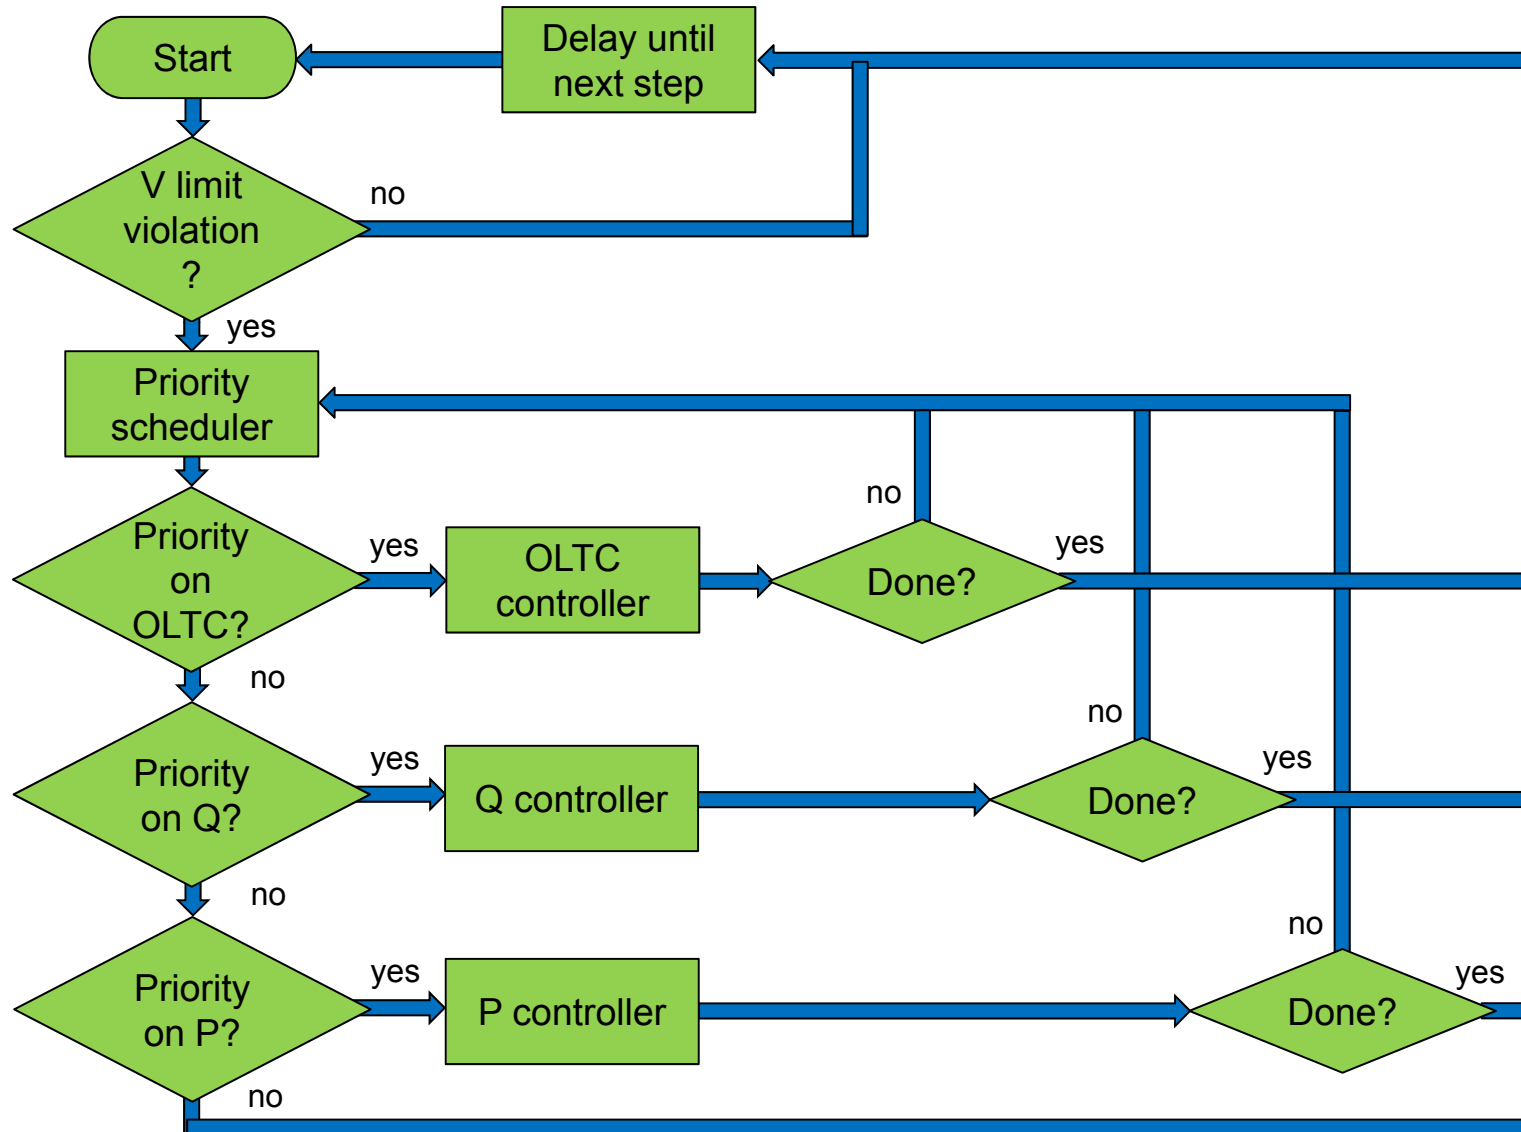 Start
Delay until
next step
V limit
violation
?
no
yes
Priority
scheduler
Priority
on
OLTC?
yes
OLTC
controller
no
Done?
yes
no
Priority
on Q?
yes
Q controller
no
Done?
yes
no
Priority
on P?
yes
P controller
no
Done?
yes
no